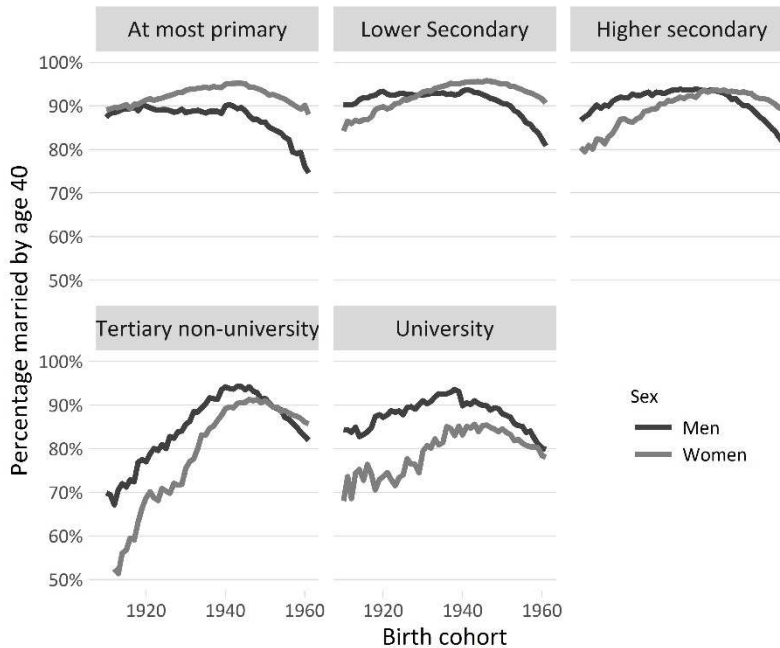 At most primary
Lower Secondary
Higher secondary
100%
90%
80%
70%
60%
50%
Tertiary non-university
University
100%
90%
80%
70%
60%
50%
1920
1940
1960
1920
1940
1960
Percentage married by age 40
Birth cohort
Sex
Men
Women